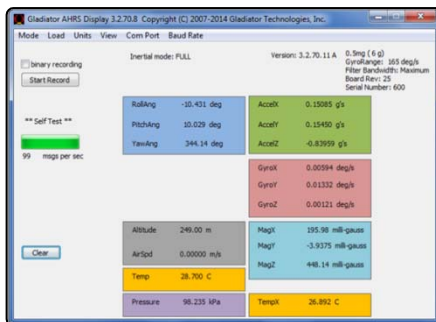 Gladiator AHRS Display 3.2.70.8 Copyright (C) 2007-2014 Gladiator Technologies, Inc.
Mode Load Units View Com Port Baud Rate
binary recording
Start Record
Inertial mode: FULL
Version: 3.2.70.11 A
0.5mg ( 6 g)
GyroRange: 165 deg/s
Filter Bandwidth: Maximum
Board Rev: 25
Serial Number: 600
** Self Test **
99 msgs per sec
Clear
RollAng -10.431 deg
PitchAng 10.029 deg
YawAng 344.14 deg
AccelX 0.15085 g's
AccelY 0.15450 g's
AccelZ -0.83959 g's
GyroX 0.00594 deg/s
GyroY 0.01332 deg/s
GyroZ 0.00121 deg/s
Altitude 249.00 m
AirSpd 0.00000 m/s
MagX 195.98 milli-gauss
MagY -3.9375 milli-gauss
MagZ 448.14 milli-gauss
Temp 28.700 C
Pressure 98.235 kPa
TempX 26.892 C